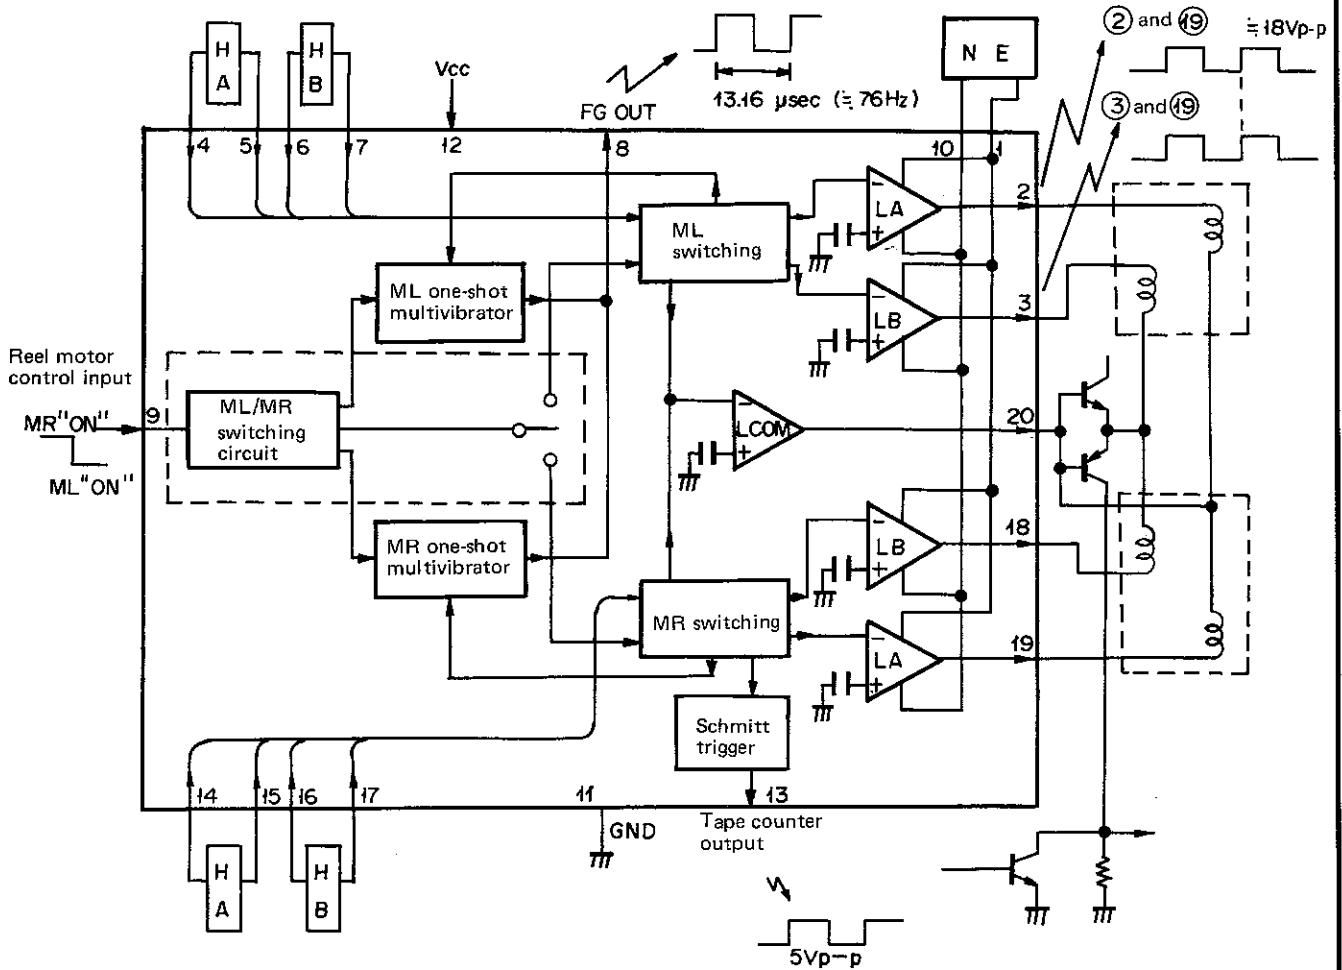 H A
H B
Vcc
FG OUT
13.16 μsec (≒ 76Hz)
N E
② and ⑲
≒18Vp-p
③ and ⑲
4
5
6
7
12
8
10
1
2
ML switching
LA
−
+
ML one-shot multivibrator
LB
−
+
3
Reel motor control input
MR"ON"
ML"ON"
9
ML/MR switching circuit
LCOM
−
+
20
MR one-shot multivibrator
LB
−
+
18
MR switching
LA
−
+
19
Schmitt trigger
14
15
16
17
11
13
GND
Tape counter output
H A
H B
5Vp-p